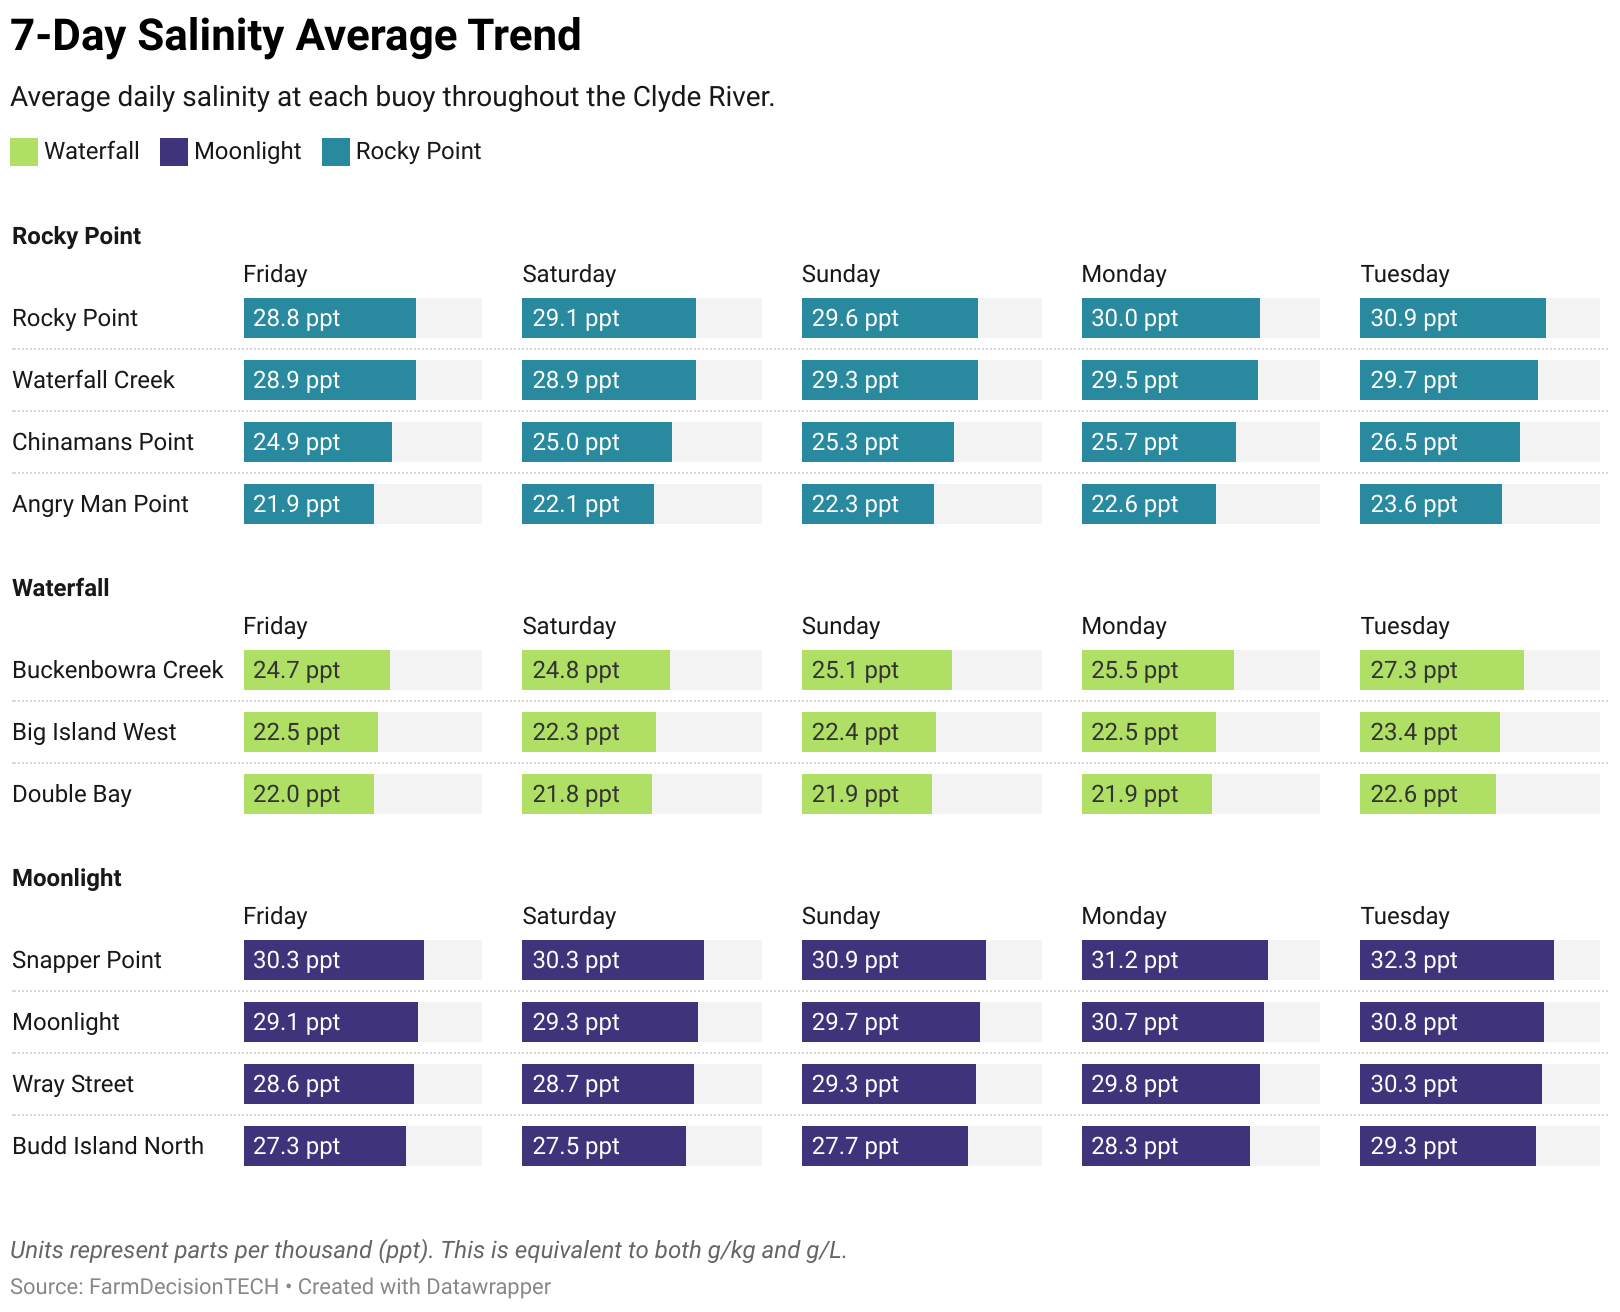 7-Day Salinity Average Trend
Average daily salinity at each buoy throughout the Clyde River.
Waterfall Moonlight Rocky Point
Rocky Point
Friday Saturday Sunday Monday Tuesday
Rocky Point 28.8 ppt 29.1 ppt 29.6 ppt 30.0 ppt 30.9 ppt
Waterfall Creek 28.9 ppt 28.9 ppt 29.3 ppt 29.5 ppt 29.7 ppt
Chinamans Point 24.9 ppt 25.0 ppt 25.3 ppt 25.7 ppt 26.5 ppt
Angry Man Point 21.9 ppt 22.1 ppt 22.3 ppt 22.6 ppt 23.6 ppt
Waterfall
Friday Saturday Sunday Monday Tuesday
Buckenbowra Creek 24.7 ppt 24.8 ppt 25.1 ppt 25.5 ppt 27.3 ppt
Big Island West 22.5 ppt 22.3 ppt 22.4 ppt 22.5 ppt 23.4 ppt
Double Bay 22.0 ppt 21.8 ppt 21.9 ppt 21.9 ppt 22.6 ppt
Moonlight
Friday Saturday Sunday Monday Tuesday
Snapper Point 30.3 ppt 30.3 ppt 30.9 ppt 31.2 ppt 32.3 ppt
Moonlight 29.1 ppt 29.3 ppt 29.7 ppt 30.7 ppt 30.8 ppt
Wray Street 28.6 ppt 28.7 ppt 29.3 ppt 29.8 ppt 30.3 ppt
Budd Island North 27.3 ppt 27.5 ppt 27.7 ppt 28.3 ppt 29.3 ppt
Units represent parts per thousand (ppt). This is equivalent to both g/kg and g/L.
Source: FarmDecisionTECH • Created with Datawrapper